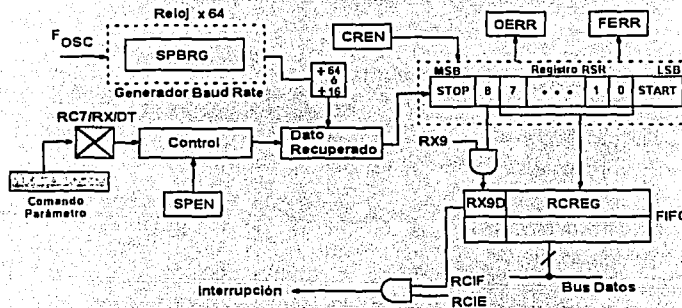 Reloj x 64
FOSC
SPBRG
Generador Baud Rate
÷ 64
ó
÷ 16
CREN
OERR
FERR
MSB
Registro RSR
LSB
STOP
8
7
• • •
1
0
START
RC7/RX/DT
Control
Dato
Recuperado
RX9
Comando
Parámetro
SPEN
RX9D
RCREG
FIFO
Interrupción
RCIF
RCIE
Bus Datos